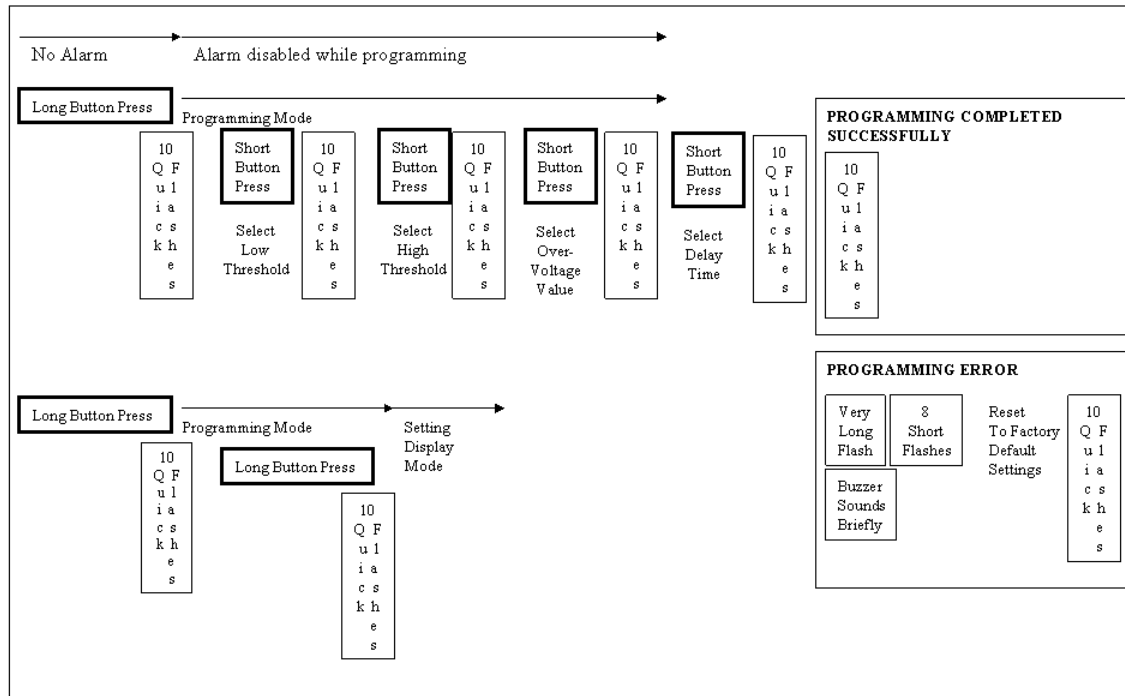 No Alarm
Alarm disabled while programming
Long Button Press
Programming Mode
10
Quick
Flashes
Short
Button
Press
Select
Low
Threshold
10
Quick
Flashes
Short
Button
Press
Select
High
Threshold
10
Quick
Flashes
Short
Button
Press
Select
Over-
Voltage
Value
10
Quick
Flashes
Short
Button
Press
Select
Delay
Time
10
Quick
Flashes
PROGRAMMING COMPLETED
SUCCESSFULLY
10
Quick
Flashes
Long Button Press
Programming Mode
Setting
Display
Mode
10
Quick
Flashes
Long Button Press
10
Quick
Flashes
PROGRAMMING ERROR
Very
Long
Flash
8
Short
Flashes
Buzzer
Sounds
Briefly
Reset
To Factory
Default
Settings
10
Quick
Flashes